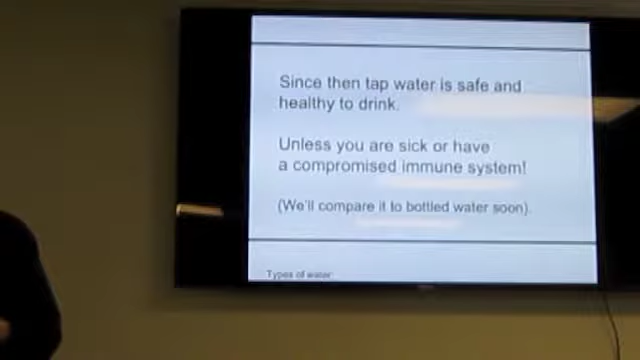 Since then tap water is safe and
healthy to drink.
Unless you are sick or have
a compromised immune system!
(We'll compare it to bottled water soon).
Types of water